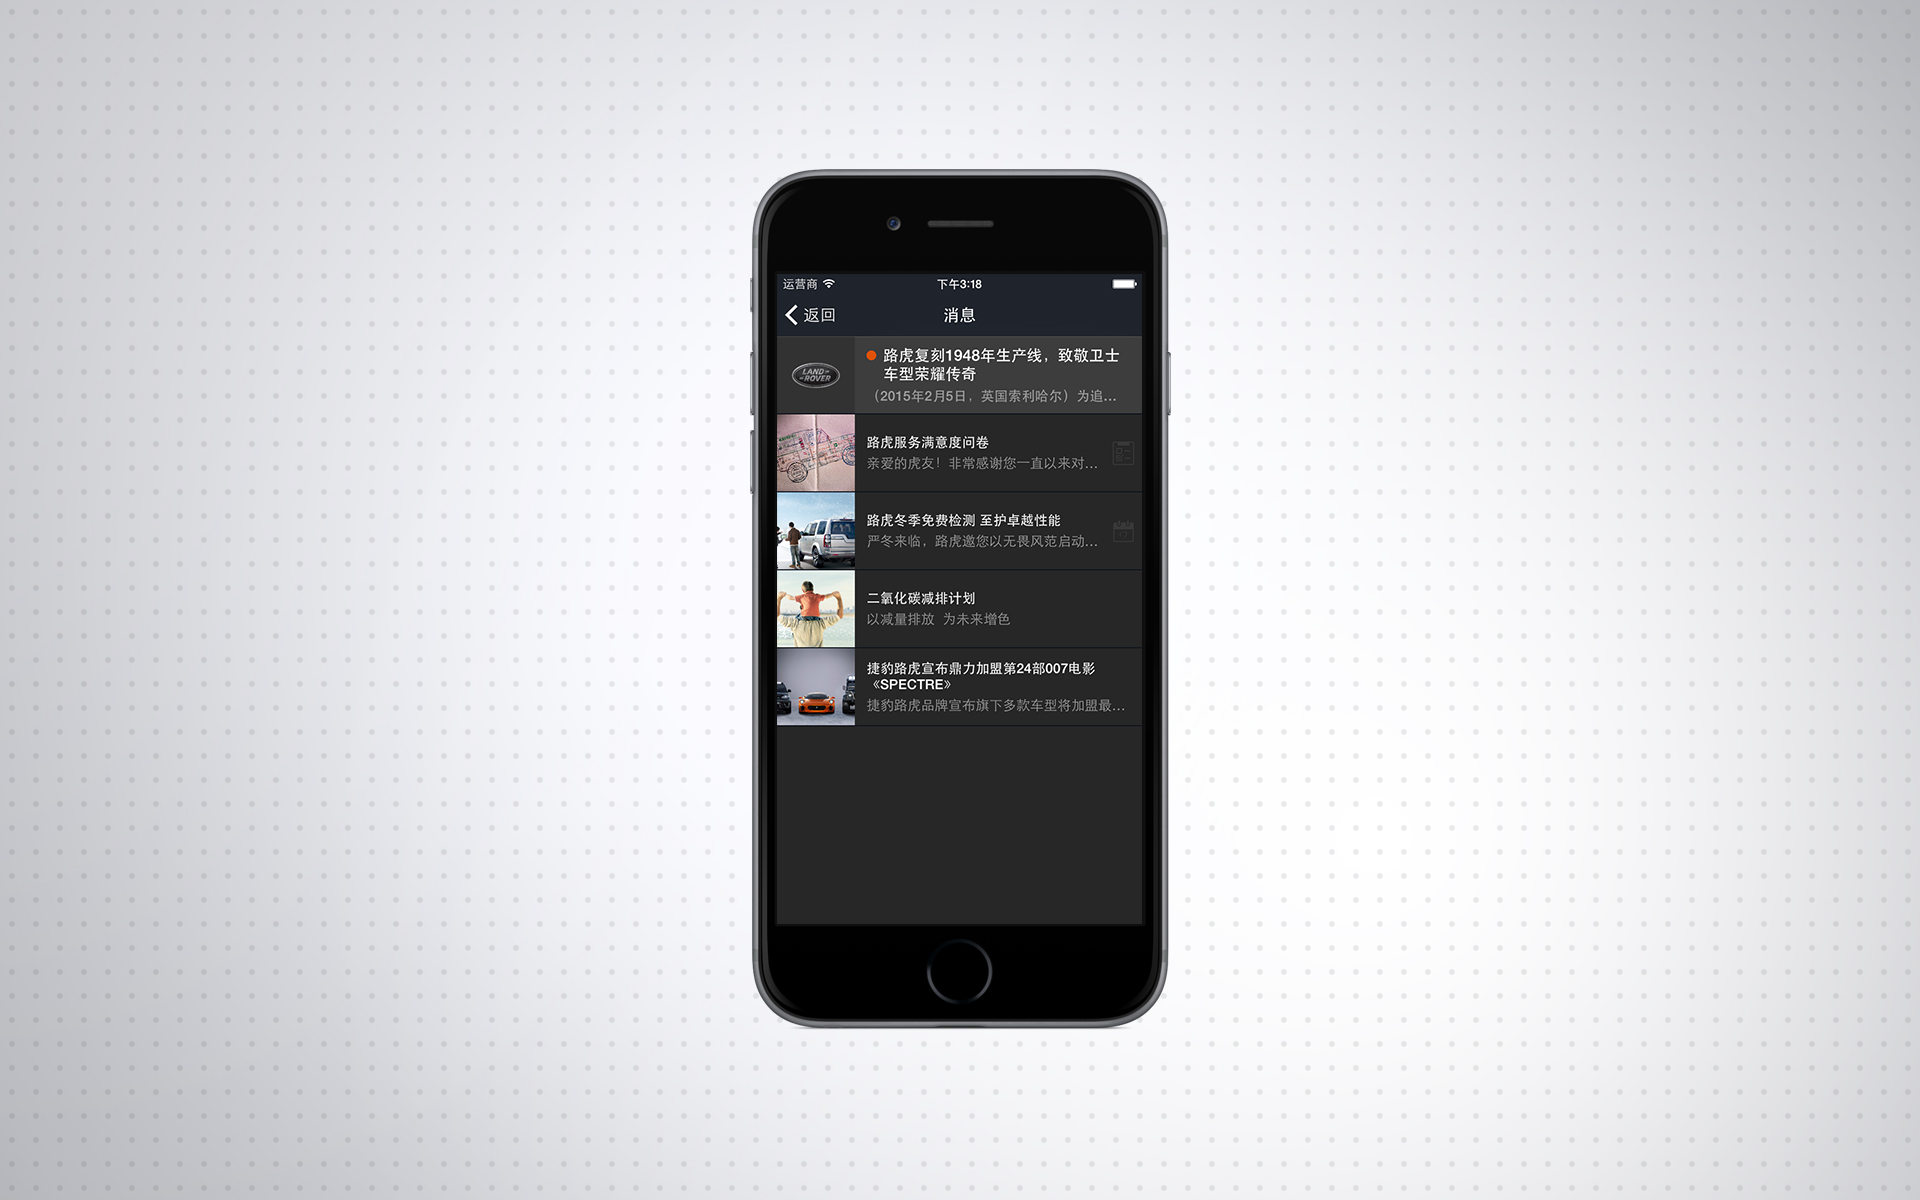 运营商
下午3:18
返回
消息
LAND-
-ROVER
路虎复刻1948年生产线，致敬卫士
车型荣耀传奇
（2015年2月5日，英国索利哈尔）为追...
路虎服务满意度问卷
亲爱的虎友！非常感谢您一直以来对...
路虎冬季免费检测 至护卓越性能
严冬来临，路虎邀您以无畏风范启动...
二氧化碳减排计划
以减量排放 为未来增色
捷豹路虎宣布鼎力加盟第24部007电影
《SPECTRE》
捷豹路虎品牌宣布旗下多款车型将加盟最...